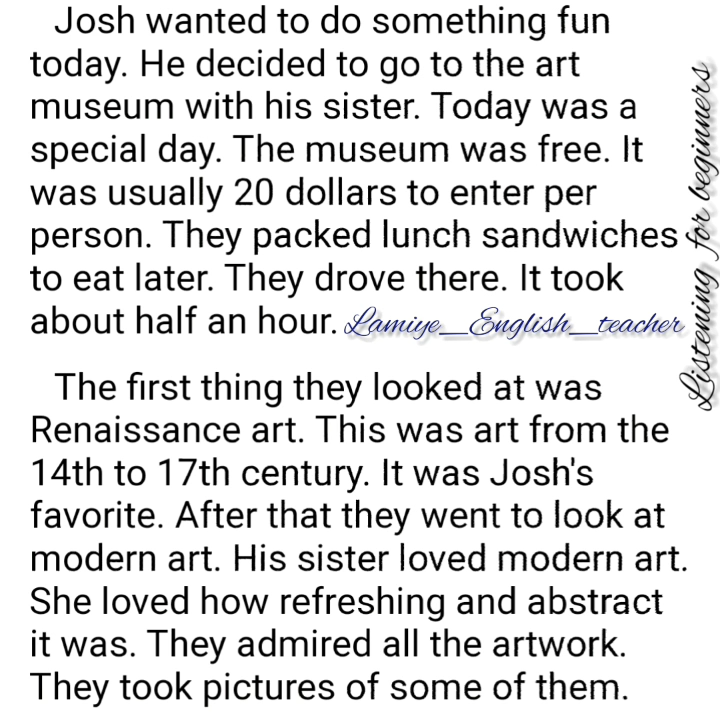 Josh wanted to do something fun
today. He decided to go to the art
museum with his sister. Today was a
special day. The museum was free. It
was usually 20 dollars to enter per
person. They packed lunch sandwiches
to eat later. They drove there. It took
about half an hour. Lamiye__English__teacher
The first thing they looked at was
Renaissance art. This was art from the
14th to 17th century. It was Josh's
favorite. After that they went to look at
modern art. His sister loved modern art.
She loved how refreshing and abstract
it was. They admired all the artwork.
They took pictures of some of them.
Listening for beginners